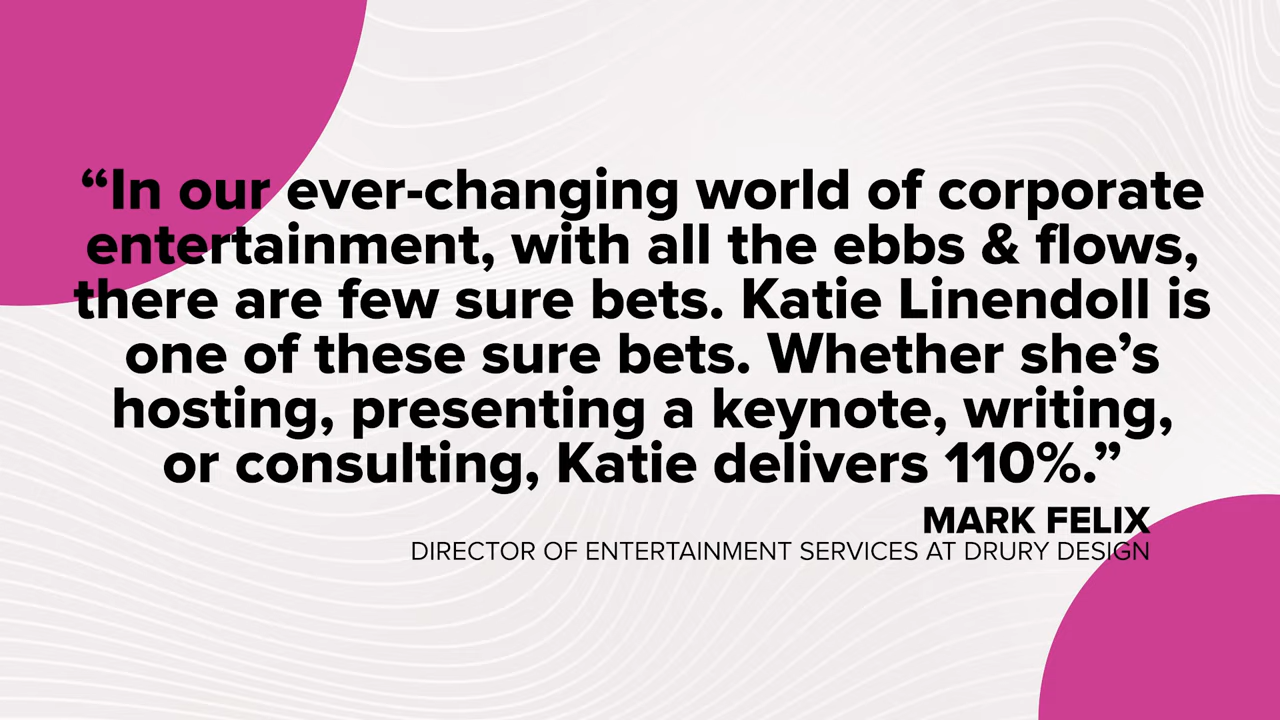 “In our ever-changing world of corporate
entertainment, with all the ebbs & flows,
there are few sure bets. Katie Linendoll is
one of these sure bets. Whether she’s
hosting, presenting a keynote, writing,
or consulting, Katie delivers 110%.”
MARK FELIX
DIRECTOR OF ENTERTAINMENT SERVICES AT DRURY DESIGN